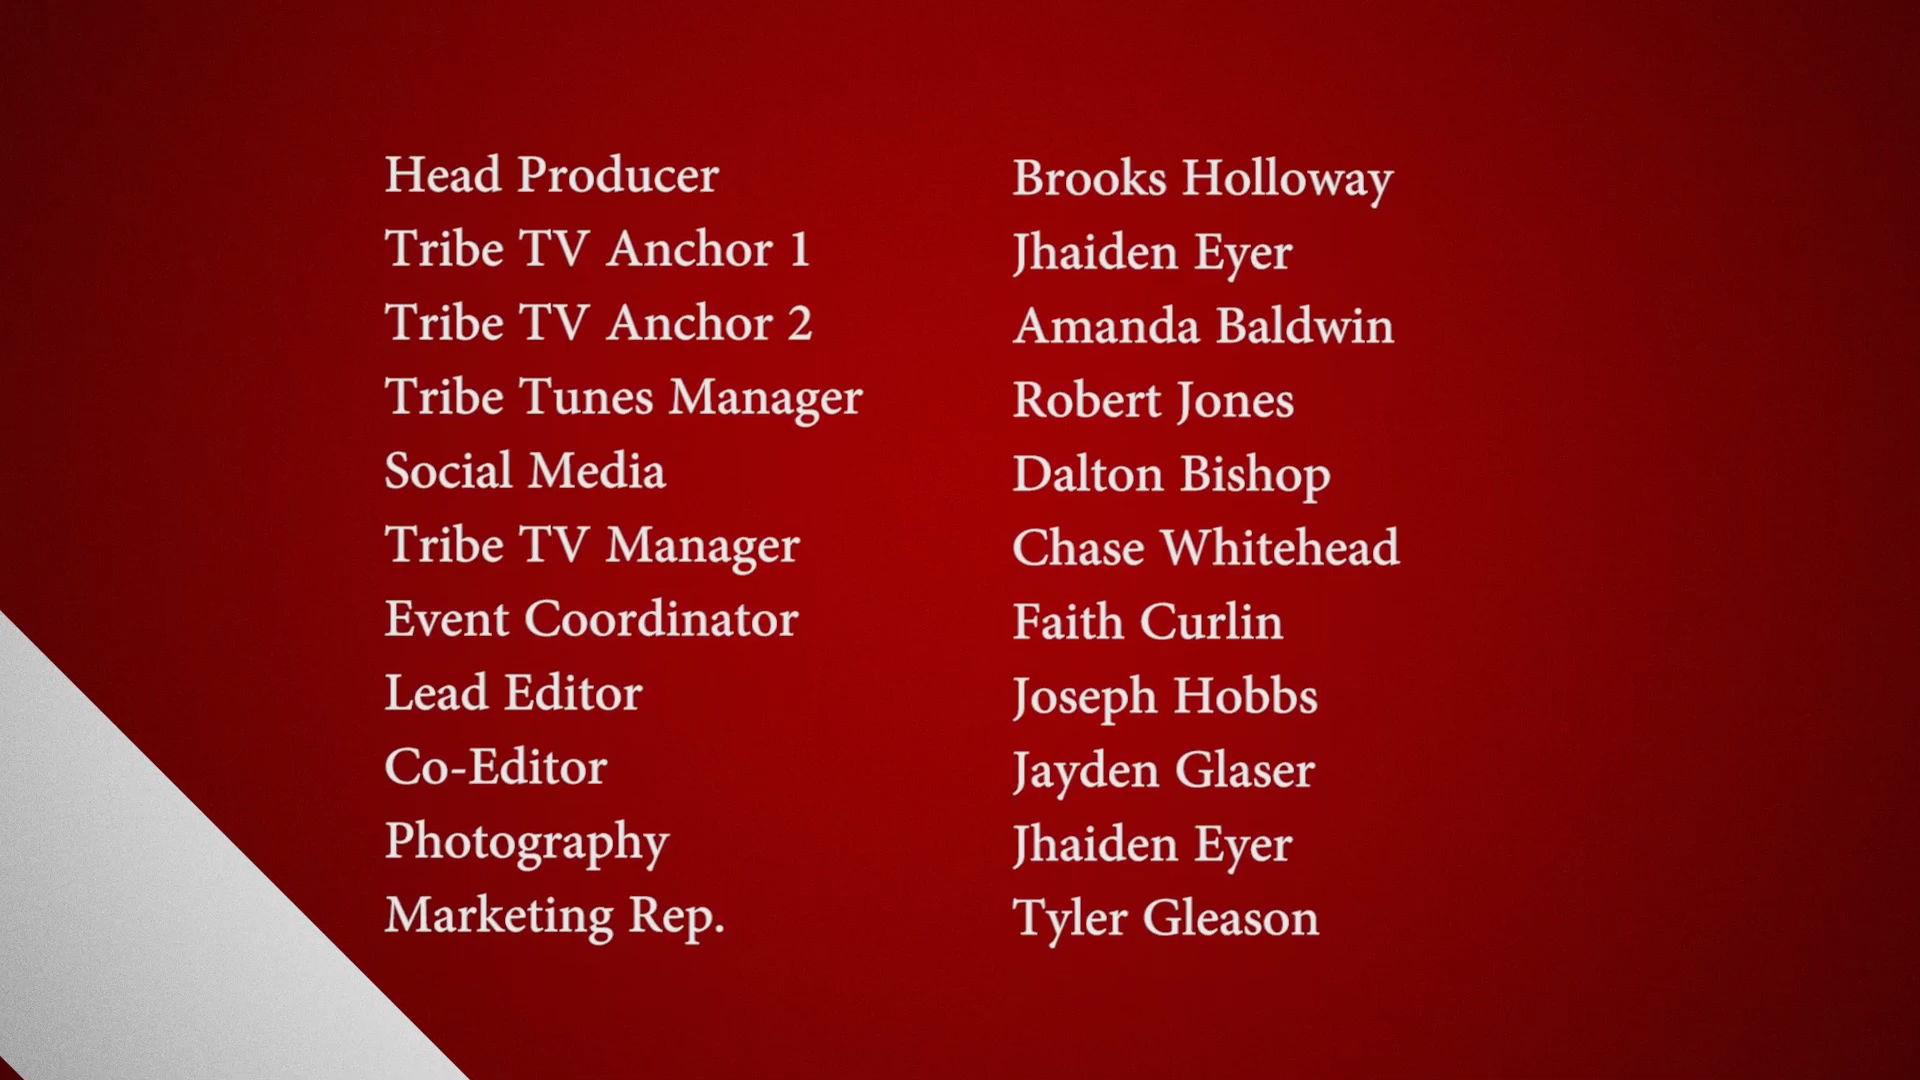 Head Producer Brooks Holloway
Tribe TV Anchor 1 Jhaiden Eyer
Tribe TV Anchor 2 Amanda Baldwin
Tribe Tunes Manager Robert Jones
Social Media Dalton Bishop
Tribe TV Manager Chase Whitehead
Event Coordinator Faith Curlin
Lead Editor Joseph Hobbs
Co-Editor Jayden Glaser
Photography Jhaiden Eyer
Marketing Rep. Tyler Gleason